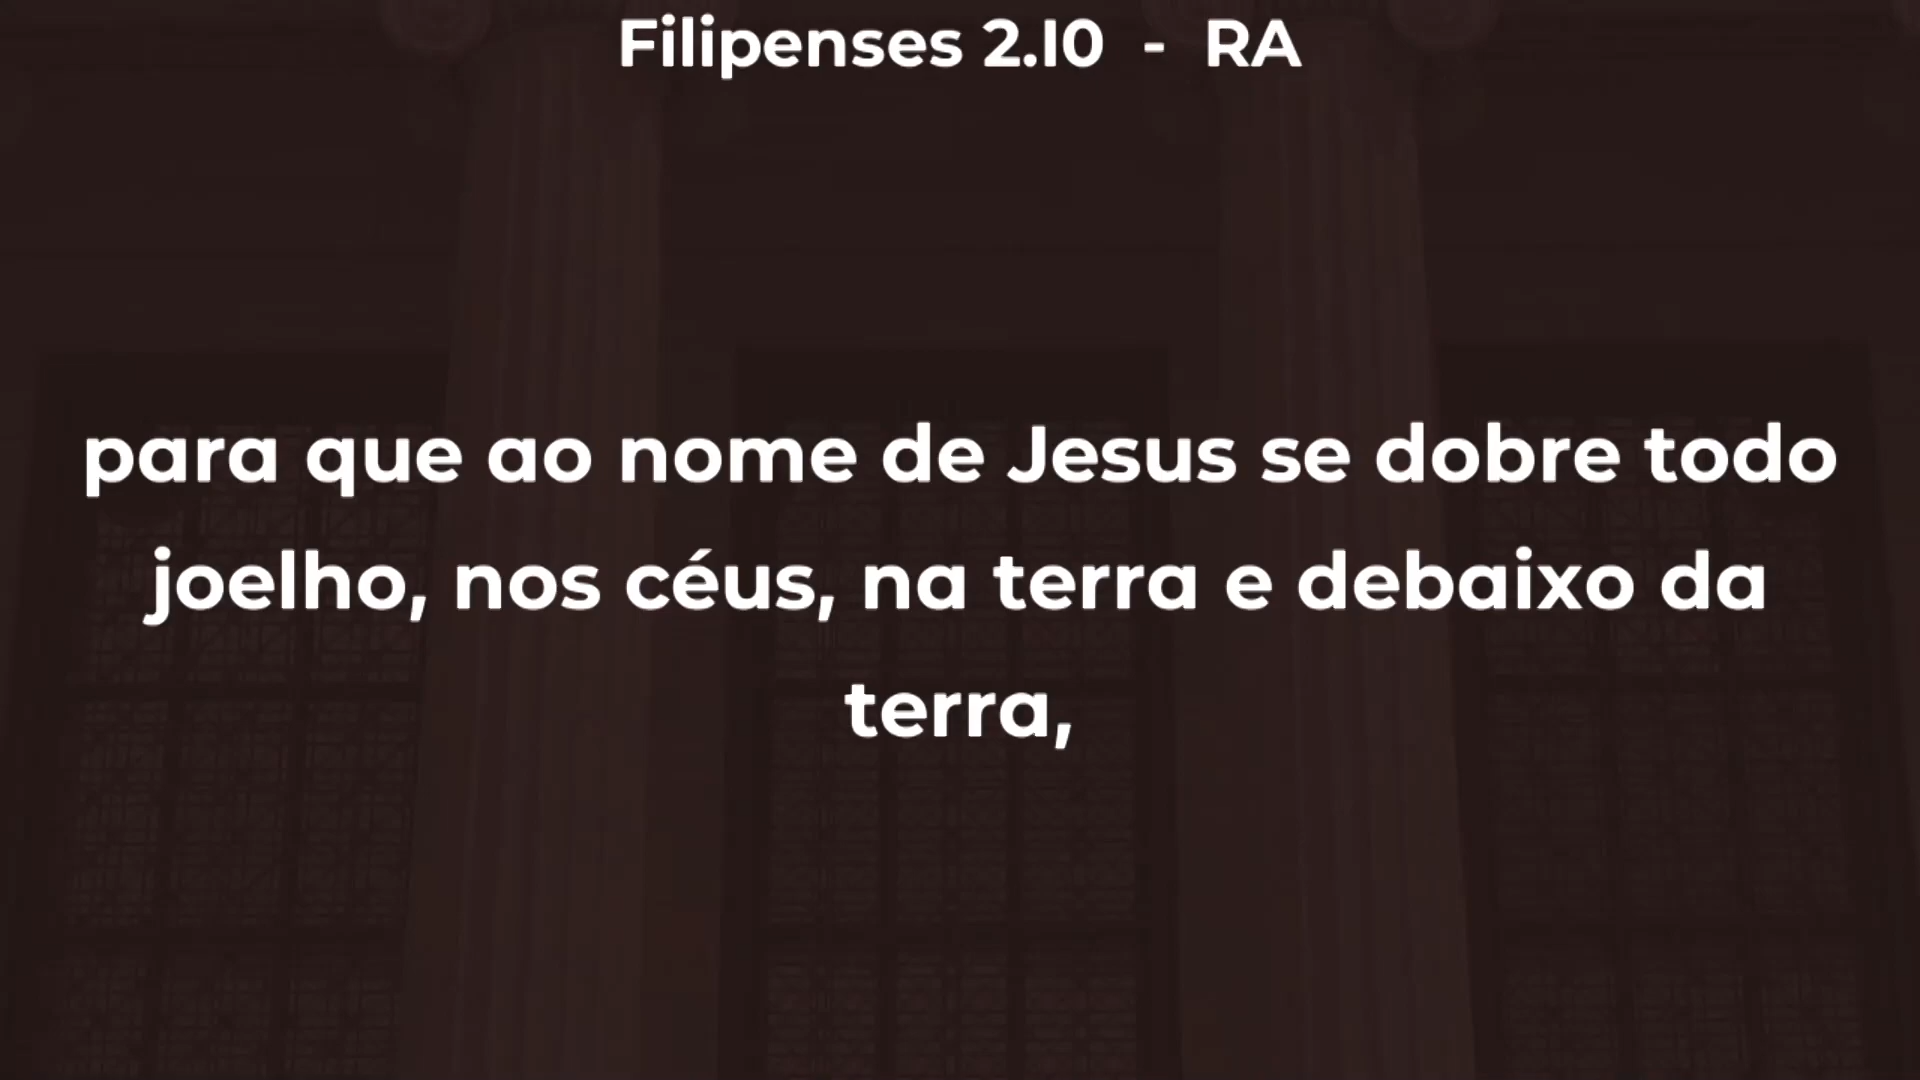 Filipenses 2.10 - RA
para que ao nome de Jesus se dobre todo
joelho, nos céus, na terra e debaixo da
terra,